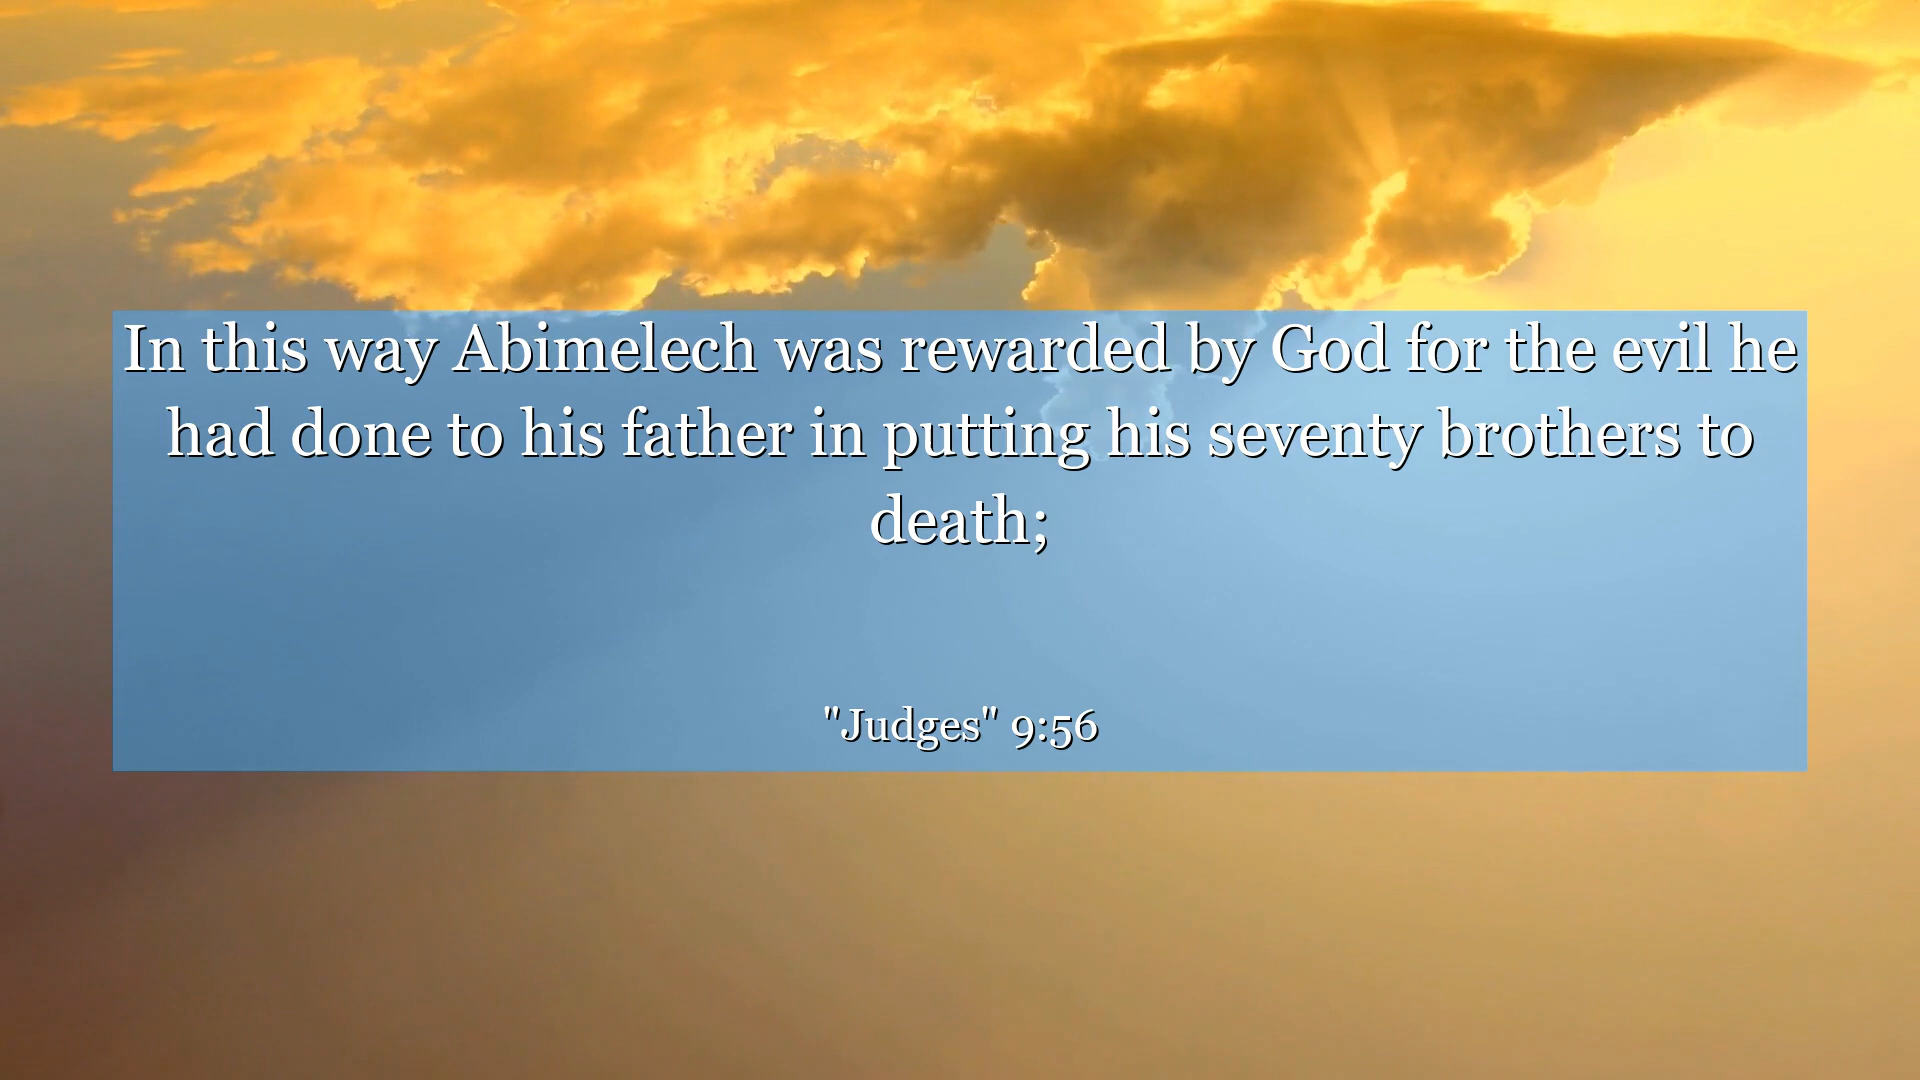 In this way Abimelech was rewarded by God for the evil he
had done to his father in putting his seventy brothers to
death;
"Judges" 9:56